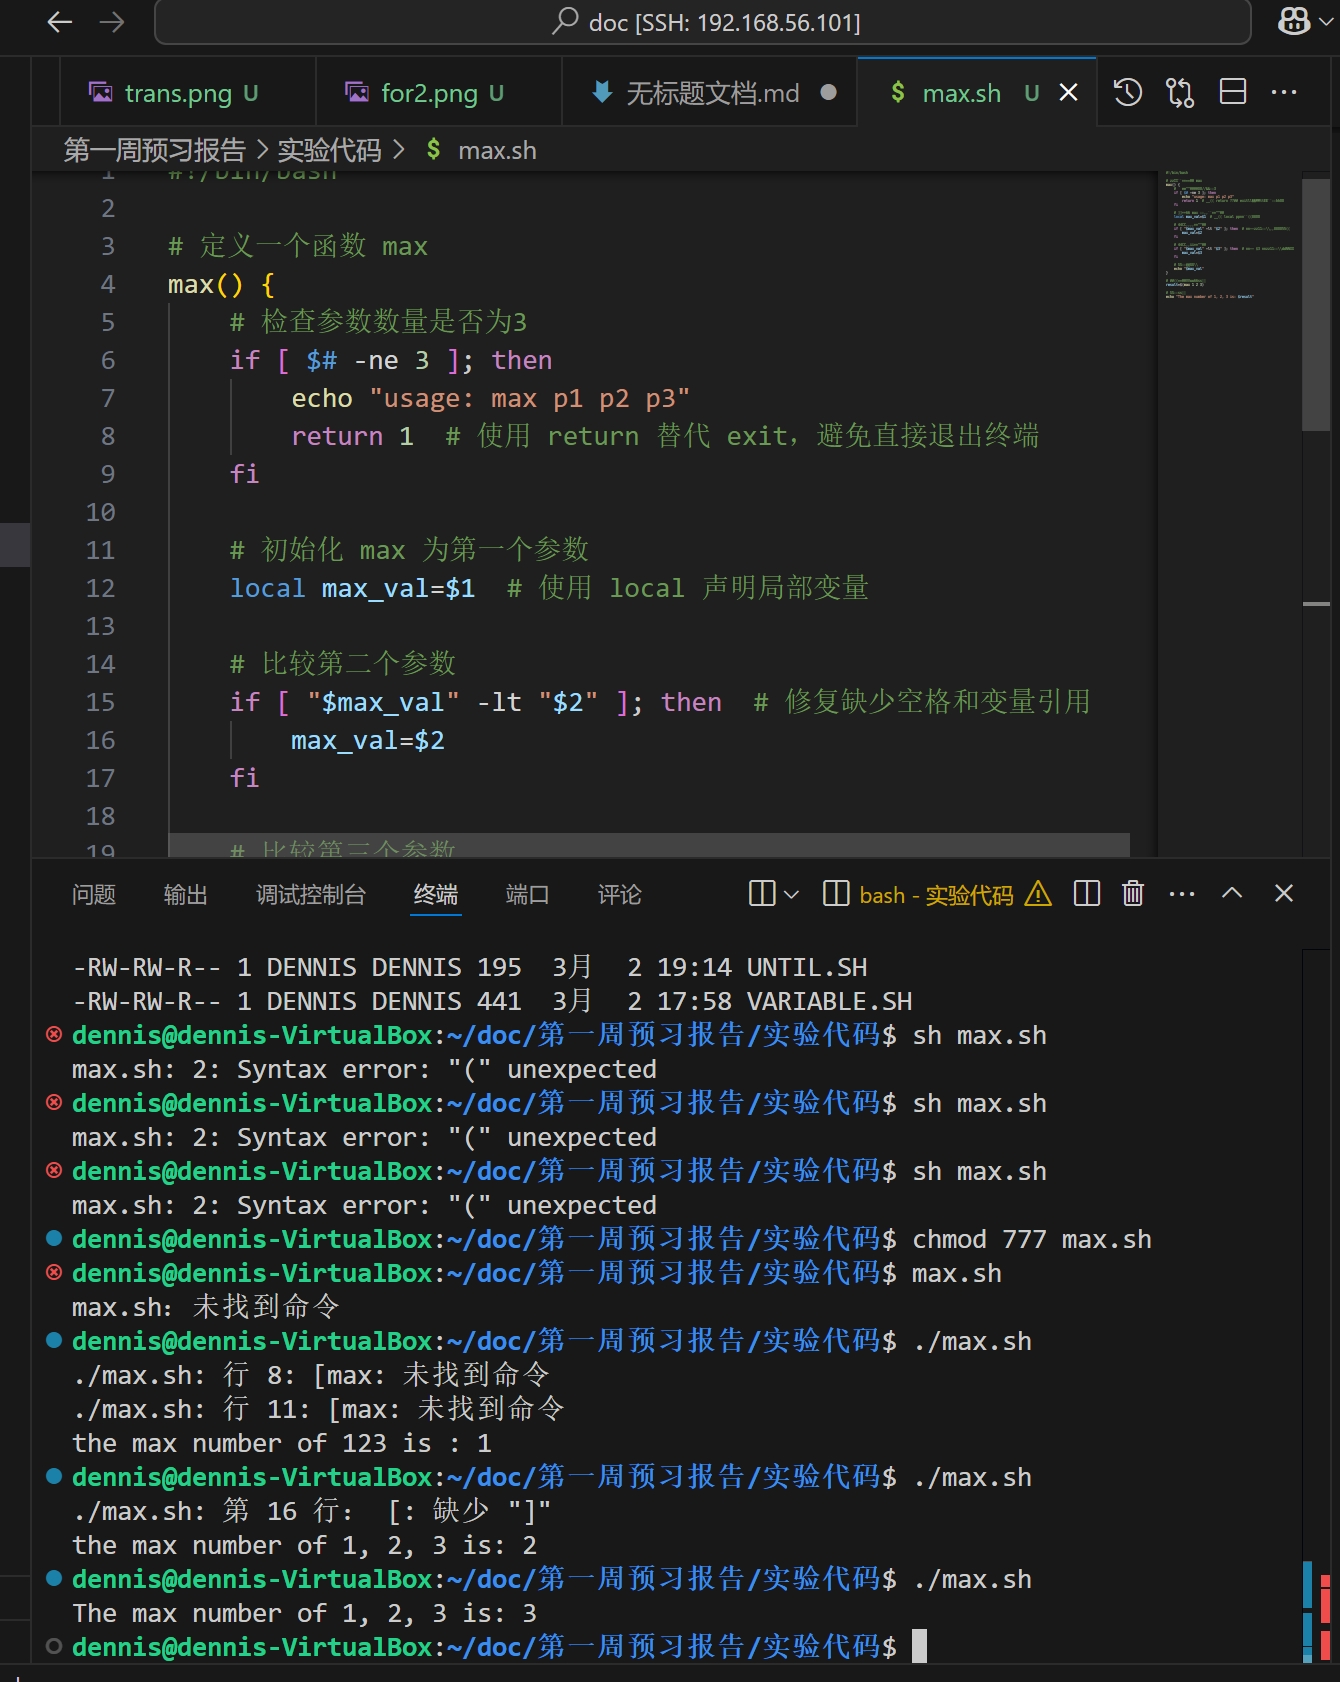 doc [SSH: 192.168.56.101]
trans.png U for2.png U 无标题文档.md max.sh U
第一周预习报告 > 实验代码 > $ max.sh
1 #!/bin/bash
2
3 # 定义一个函数 max
4 max() {
5 # 检查参数数量是否为3
6 if [ $# -ne 3 ]; then
7 echo "usage: max p1 p2 p3"
8 return 1 # 使用 return 替代 exit，避免直接退出终端
9 fi
10
11 # 初始化 max 为第一个参数
12 local max_val=$1 # 使用 local 声明局部变量
13
14 # 比较第二个参数
15 if [ "$max_val" -lt "$2" ]; then # 修复缺少空格和变量引用
16 max_val=$2
17 fi
18
19 # 比较第三个参数
问题 输出 调试控制台 终端 端口 评论 bash - 实验代码
-RW-RW-R-- 1 DENNIS DENNIS 195 3月 2 19:14 UNTIL.SH
-RW-RW-R-- 1 DENNIS DENNIS 441 3月 2 17:58 VARIABLE.SH
dennis@dennis-VirtualBox:~/doc/第一周预习报告/实验代码$ sh max.sh
max.sh: 2: Syntax error: "(" unexpected
dennis@dennis-VirtualBox:~/doc/第一周预习报告/实验代码$ sh max.sh
max.sh: 2: Syntax error: "(" unexpected
dennis@dennis-VirtualBox:~/doc/第一周预习报告/实验代码$ sh max.sh
max.sh: 2: Syntax error: "(" unexpected
dennis@dennis-VirtualBox:~/doc/第一周预习报告/实验代码$ chmod 777 max.sh
dennis@dennis-VirtualBox:~/doc/第一周预习报告/实验代码$ max.sh
max.sh：未找到命令
dennis@dennis-VirtualBox:~/doc/第一周预习报告/实验代码$ ./max.sh
./max.sh: 行 8: [max: 未找到命令
./max.sh: 行 11: [max: 未找到命令
the max number of 123 is : 1
dennis@dennis-VirtualBox:~/doc/第一周预习报告/实验代码$ ./max.sh
./max.sh: 第 16 行： [: 缺少 "]"
the max number of 1, 2, 3 is: 2
dennis@dennis-VirtualBox:~/doc/第一周预习报告/实验代码$ ./max.sh
The max number of 1, 2, 3 is: 3
dennis@dennis-VirtualBox:~/doc/第一周预习报告/实验代码$